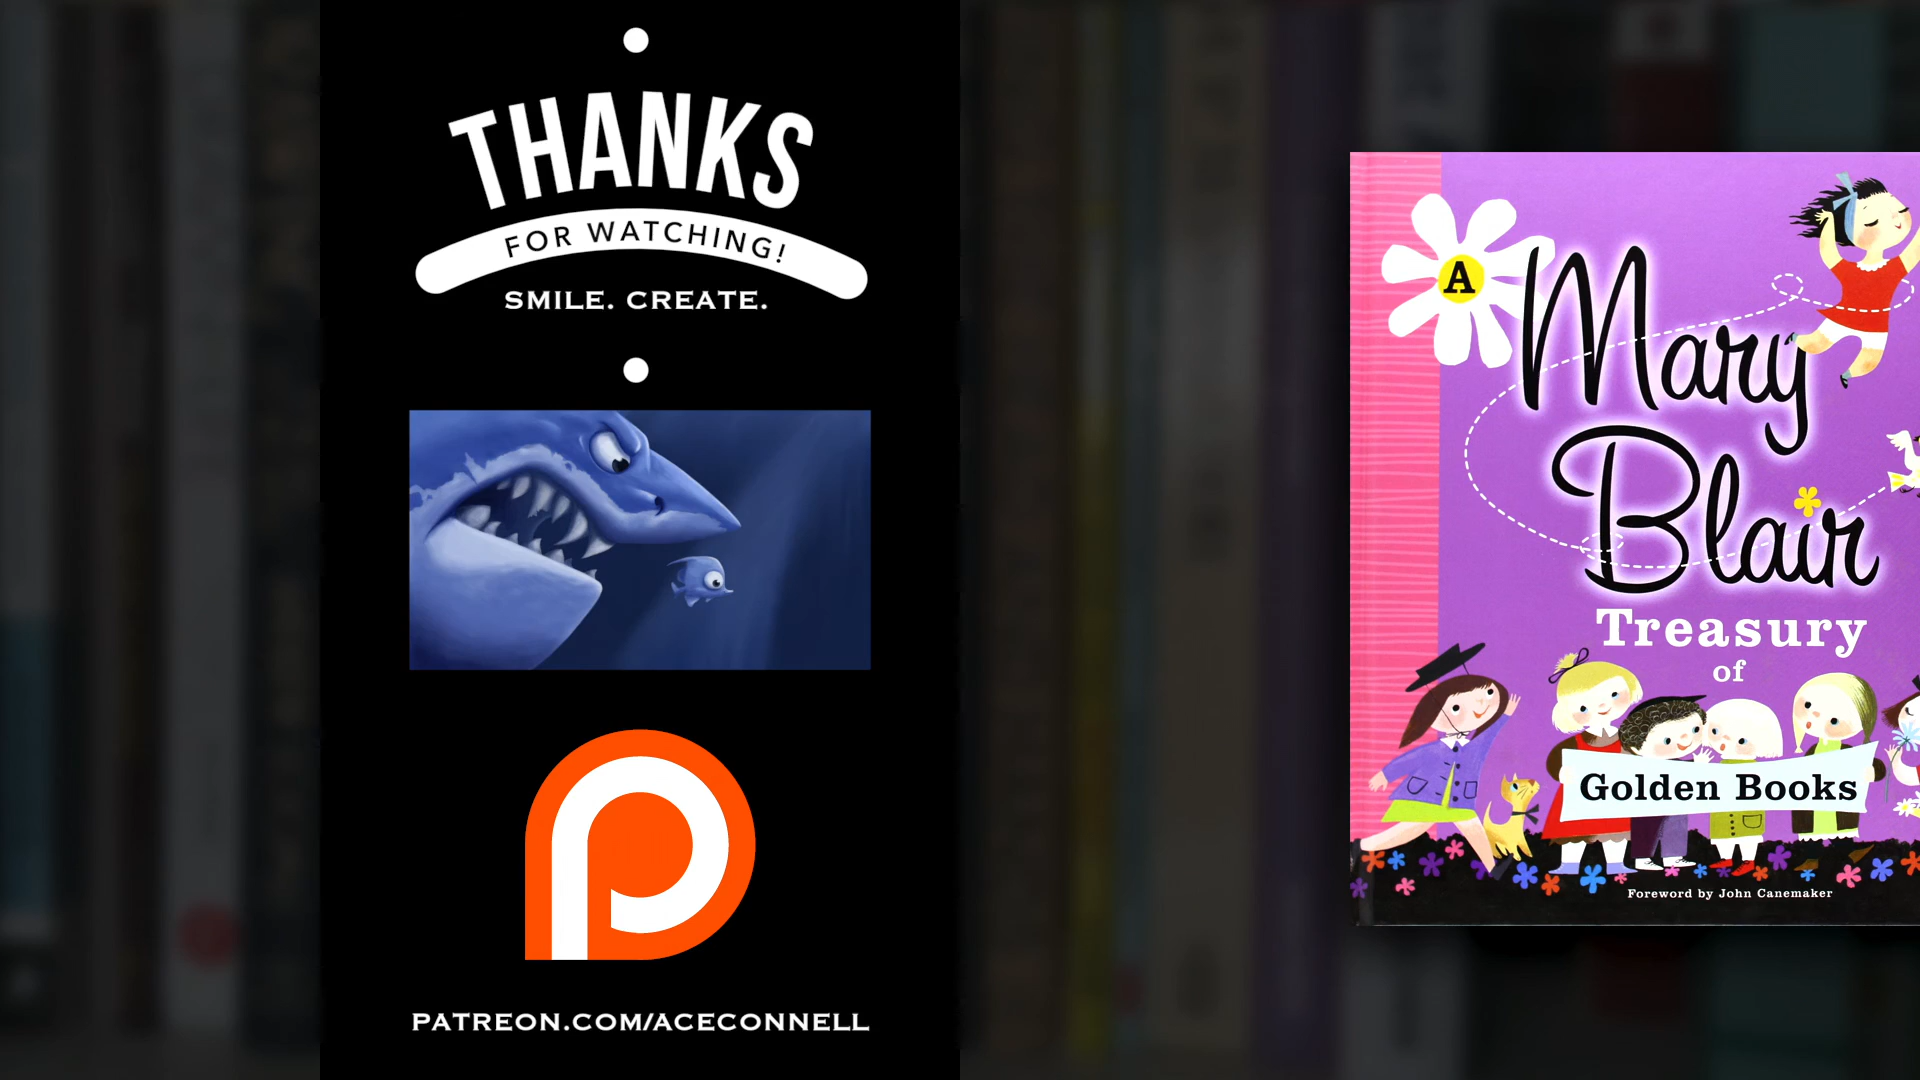 THANKS
FOR WATCHING!
SMILE. CREATE.
PATREON.COM/ACECONNELL
A
Mary
Blair
Treasury
of
Golden Books
Foreword by John Canemaker